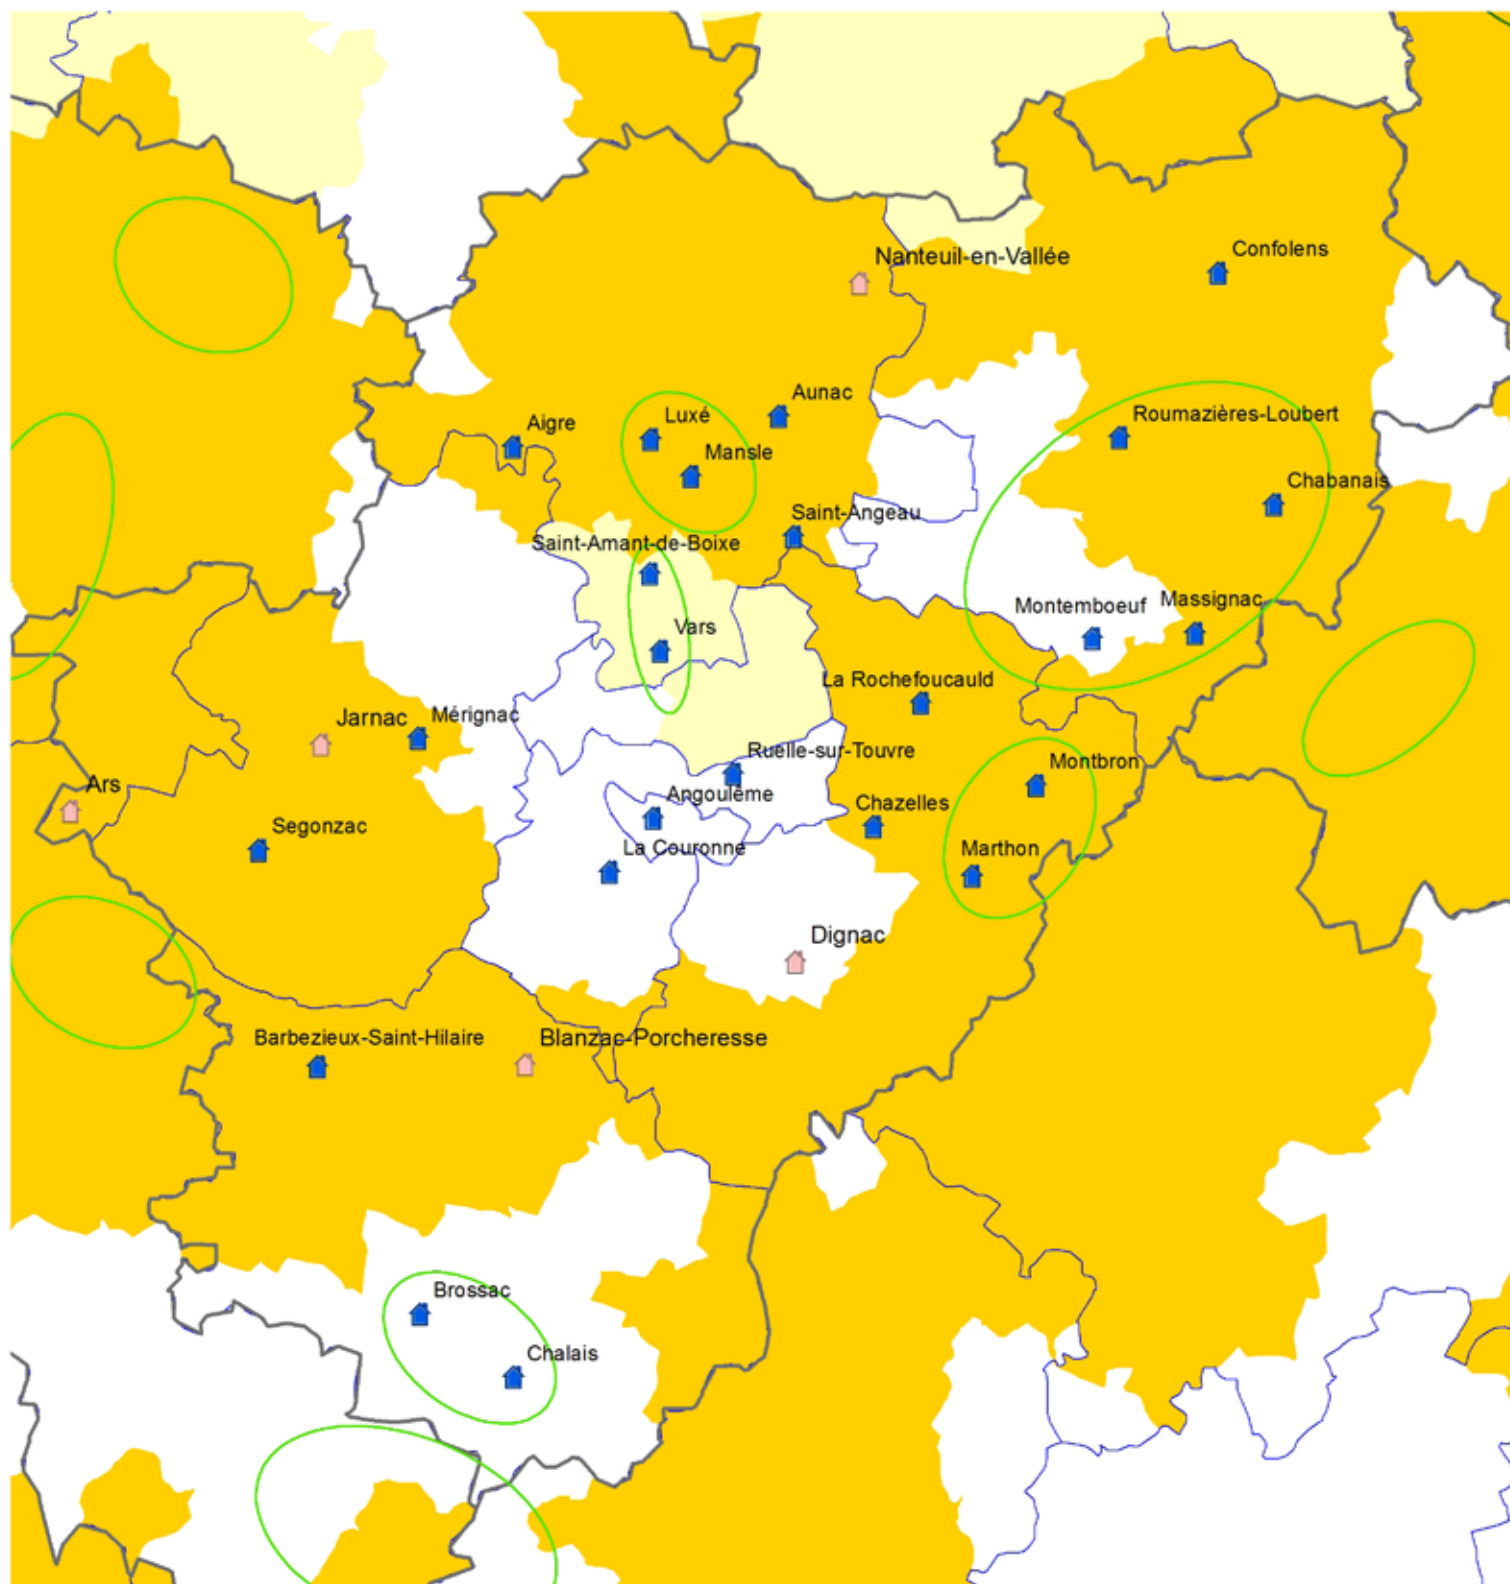 Confolens
Nanteuil-en-Vallée
Aunac
Luxé
Roumazières-Loubert
Aigre
Mansle
Chabanais
Saint-Angeau
Saint-Amant-de-Boixe
Massignac
Montemboeuf
Vars
La Rochefoucauld
Jarnac
Mérignac
Ruelle-sur-Touvre
Montbron
Ars
Angoulême
Chazelles
Segonzac
La Couronne
Marthon
Dignac
Barbezieux-Saint-Hilaire
Blanzac-Porcheresse
Brossac
Chalais